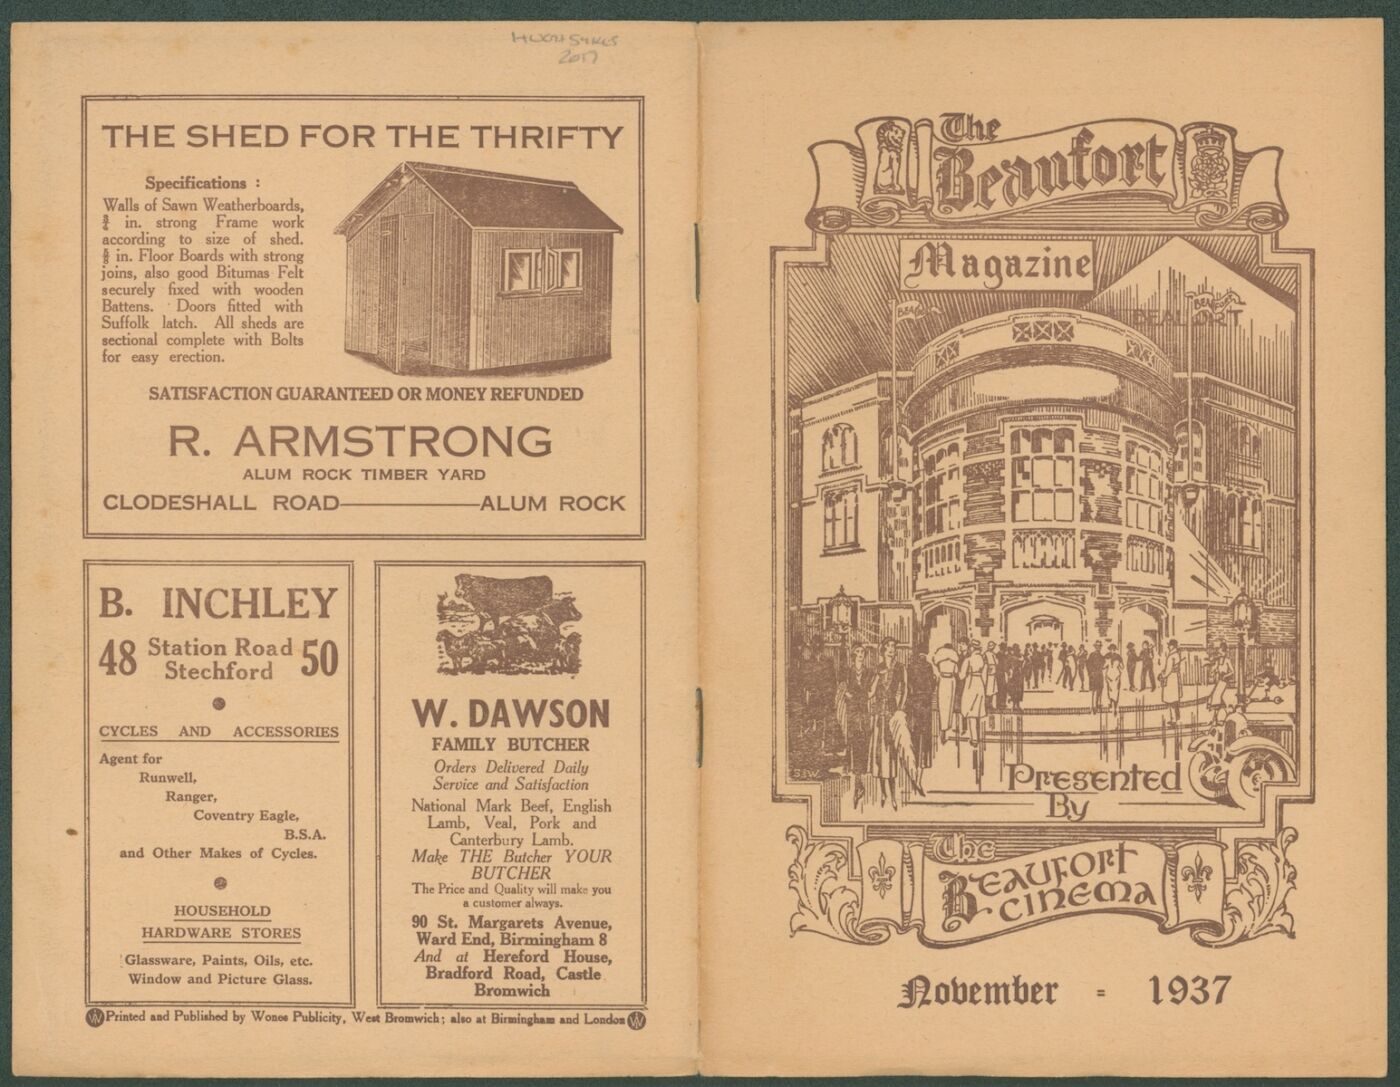 HUGH SYKES
2017
THE SHED FOR THE THRIFTY
Specifications :
Walls of Sawn Weatherboards,
¾ in. strong Frame work
according to size of shed.
⅝ in. Floor Boards with strong
joins, also good Bitumas Felt
securely fixed with wooden
Battens. Doors fitted with
Suffolk latch. All sheds are
sectional complete with Bolts
for easy erection.
SATISFACTION GUARANTEED OR MONEY REFUNDED
R. ARMSTRONG
ALUM ROCK TIMBER YARD
CLODESHALL ROAD——ALUM ROCK
B. INCHLEY
48 Station Road 50
Stechford
CYCLES AND ACCESSORIES
Agent for
Runwell,
Ranger,
Coventry Eagle,
B.S.A.
and Other Makes of Cycles.
HOUSEHOLD
HARDWARE STORES
Glassware, Paints, Oils, etc.
Window and Picture Glass.
W. DAWSON
FAMILY BUTCHER
Orders Delivered Daily
Service and Satisfaction
National Mark Beef, English
Lamb, Veal, Pork and
Canterbury Lamb.
Make THE Butcher YOUR
BUTCHER
The Price and Quality will make you
a customer always.
90 St. Margarets Avenue,
Ward End, Birmingham 8
And at Hereford House,
Bradford Road, Castle
Bromwich
W Printed and Published by Wones Publicity, West Bromwich; also at Birmingham and London W
The
Beaufort
Magazine
BEAUFORT
BEAUFORT
BEAUFORT
SBW
Presented
By
The
BEAUFORT
CINEMA
November = 1937